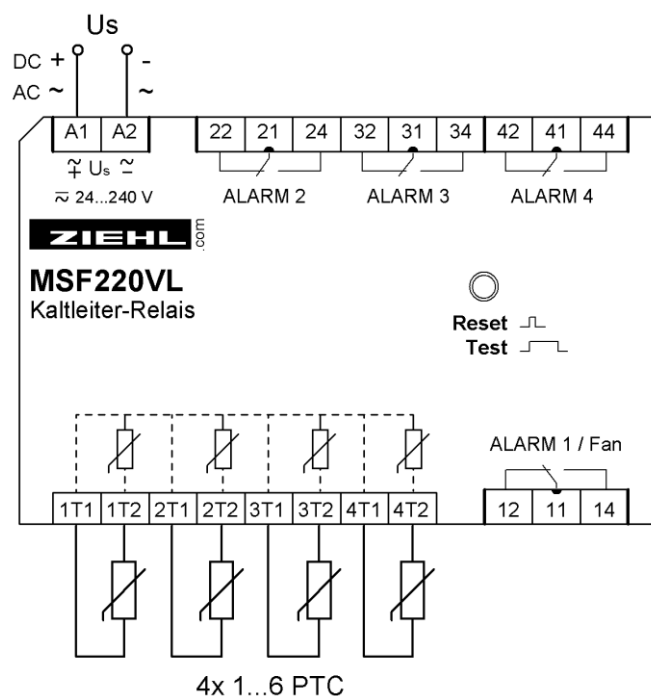 Us
DC + -
AC ~ ~
A1 A2 22 21 24 32 31 34 42 41 44
≂ + Us ~ -
ALARM 2 ALARM 3 ALARM 4
≂ 24...240 V
ZIEHL.com
MSF220VL
Kaltleiter-Relais
Reset
Test
ALARM 1 / Fan
1T1 1T2 2T1 2T2 3T1 3T2 4T1 4T2 12 11 14
4x 1...6 PTC